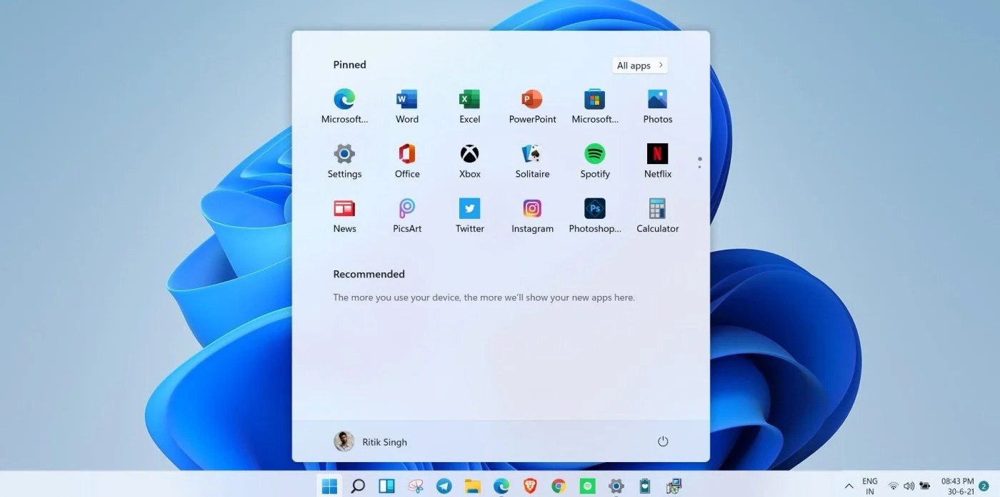 Pinned
All apps
Microsoft...
Word
Excel
PowerPoint
Microsoft...
Photos
Settings
Office
Xbox
Solitaire
Spotify
Netflix
News
PicsArt
Twitter
Instagram
Photoshop...
Calculator
Recommended
The more you use your device, the more we'll show your new apps here.
Ritik Singh
ENG
IN
08:43 PM
30-6-21
2